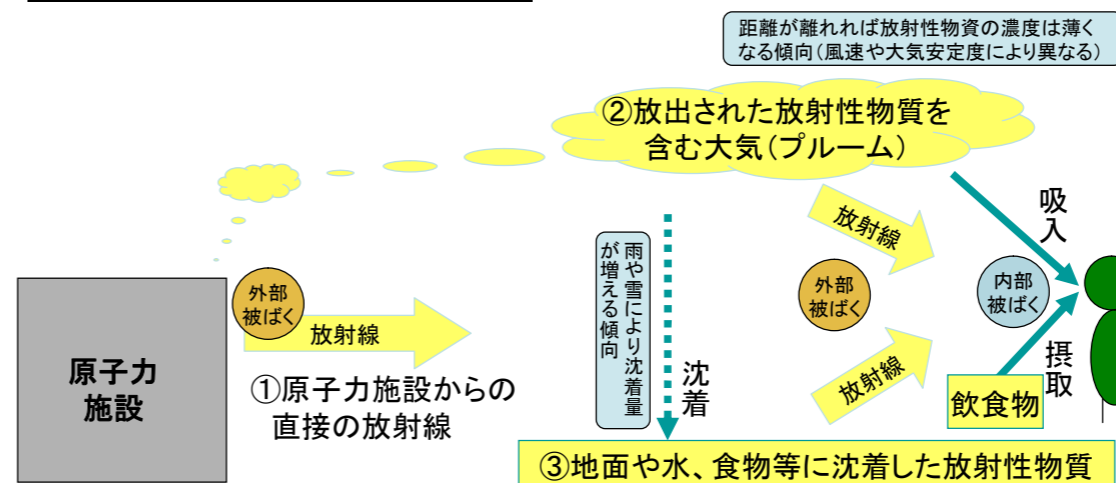 距離が離れれば放射性物資の濃度は薄く
なる傾向(風速や大気安定度により異なる)
②放出された放射性物質を
含む大気(プルーム)
吸入
放射線
雨や雪により沈着量
が増える傾向
外部
被ばく
外部
被ばく
内部
被ばく
放射線
原子力
施設
①原子力施設からの
直接の放射線
沈着
放射線
摂取
飲食物
③地面や水、食物等に沈着した放射性物質